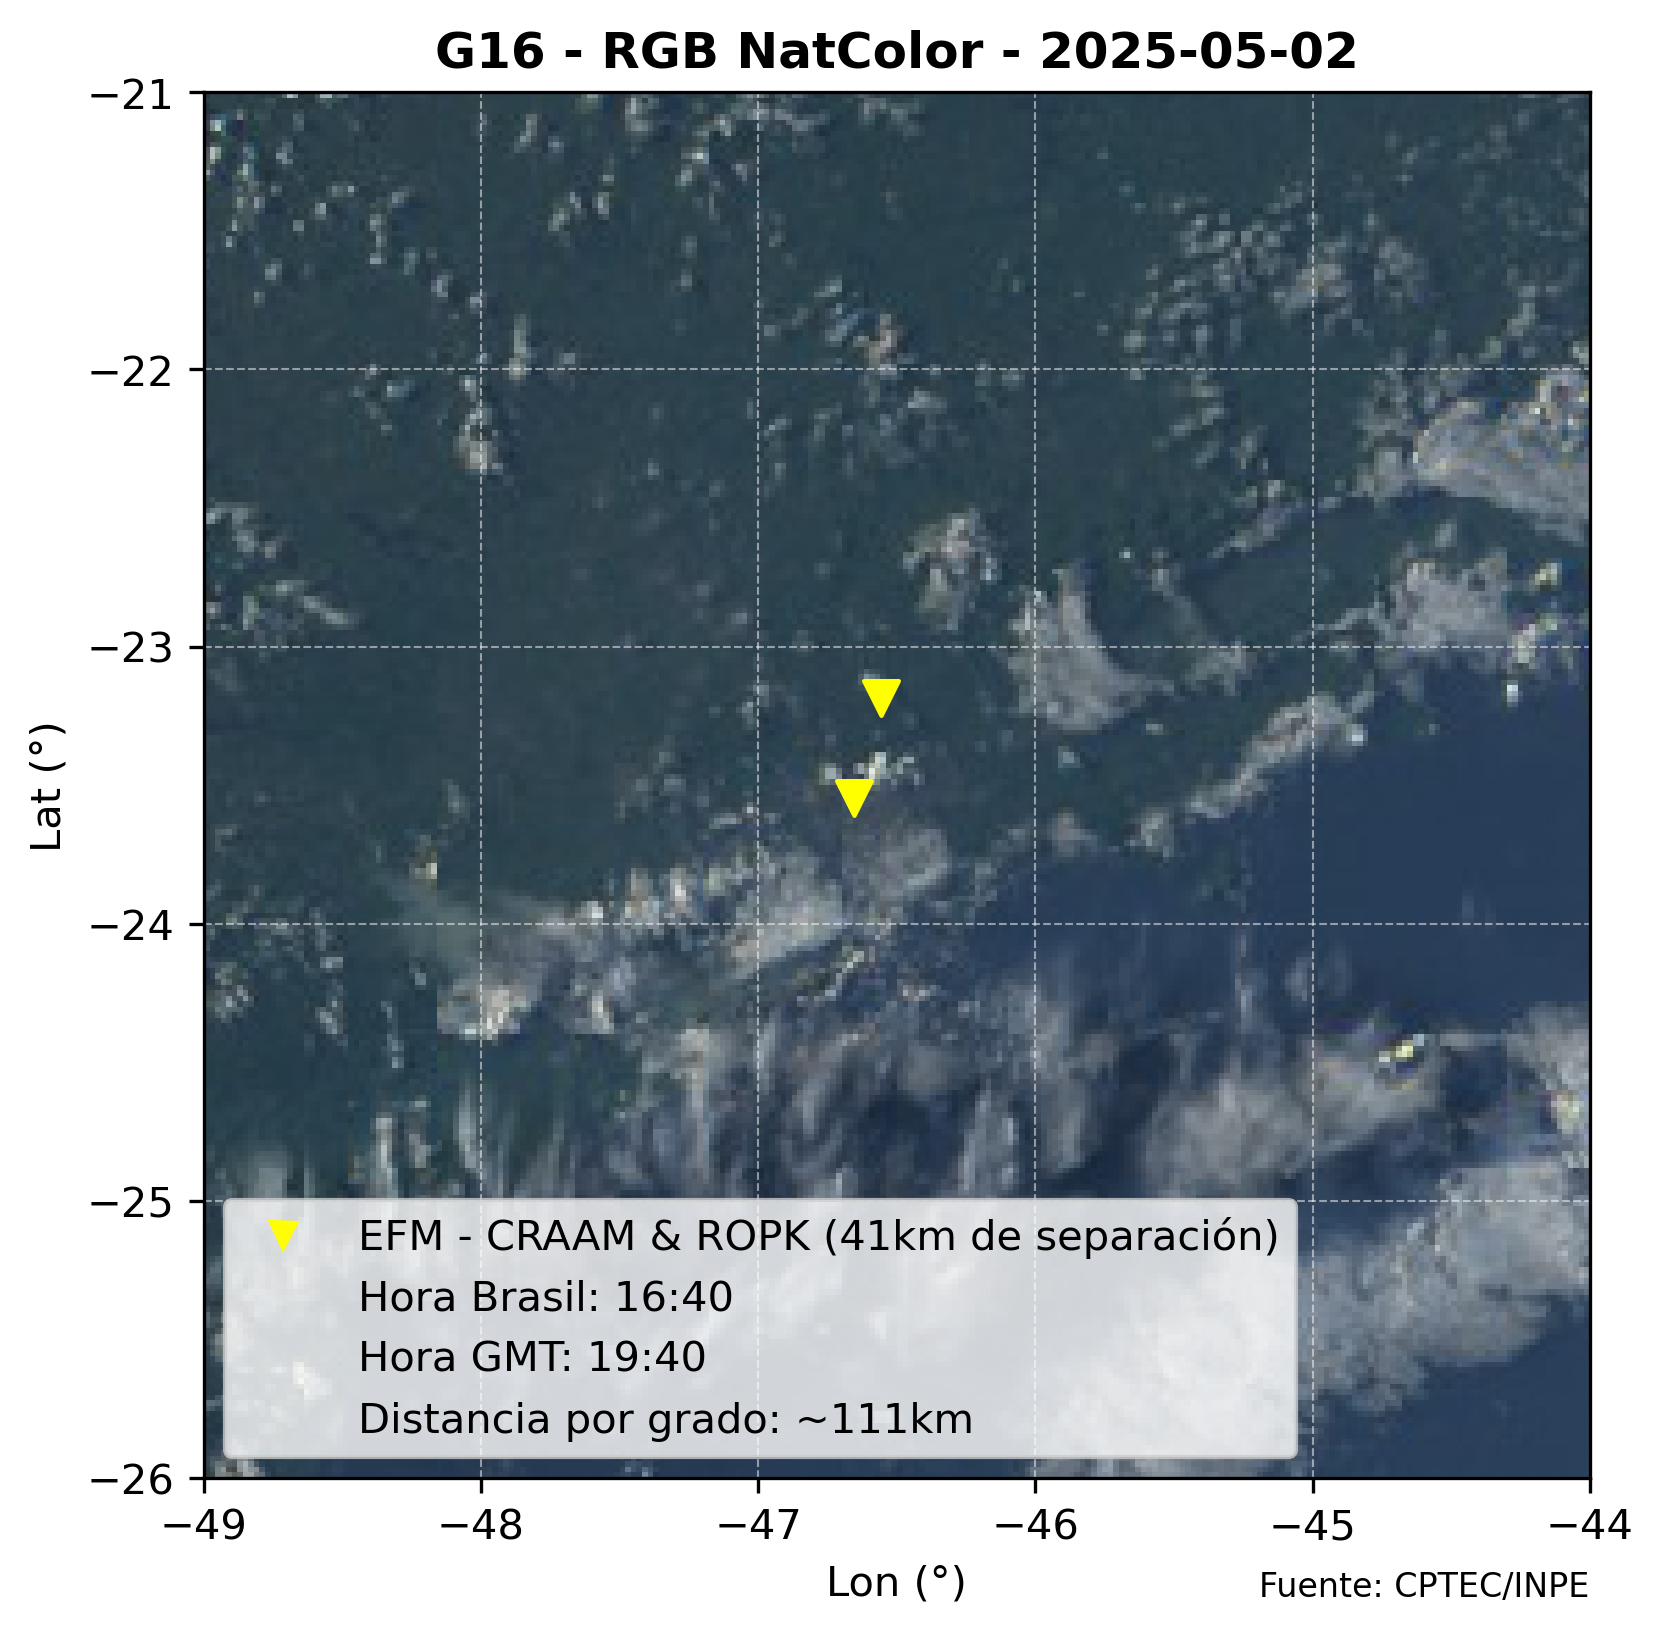 G16 - RGB NatColor - 2025-05-02
−21
−22
−23
−24
−25
−26
Lat (°)
EFM - CRAAM & ROPK (41km de separación)
Hora Brasil: 16:40
Hora GMT: 19:40
Distancia por grado: ~111km
−49
−48
−47
−46
−45
−44
Lon (°)
Fuente: CPTEC/INPE